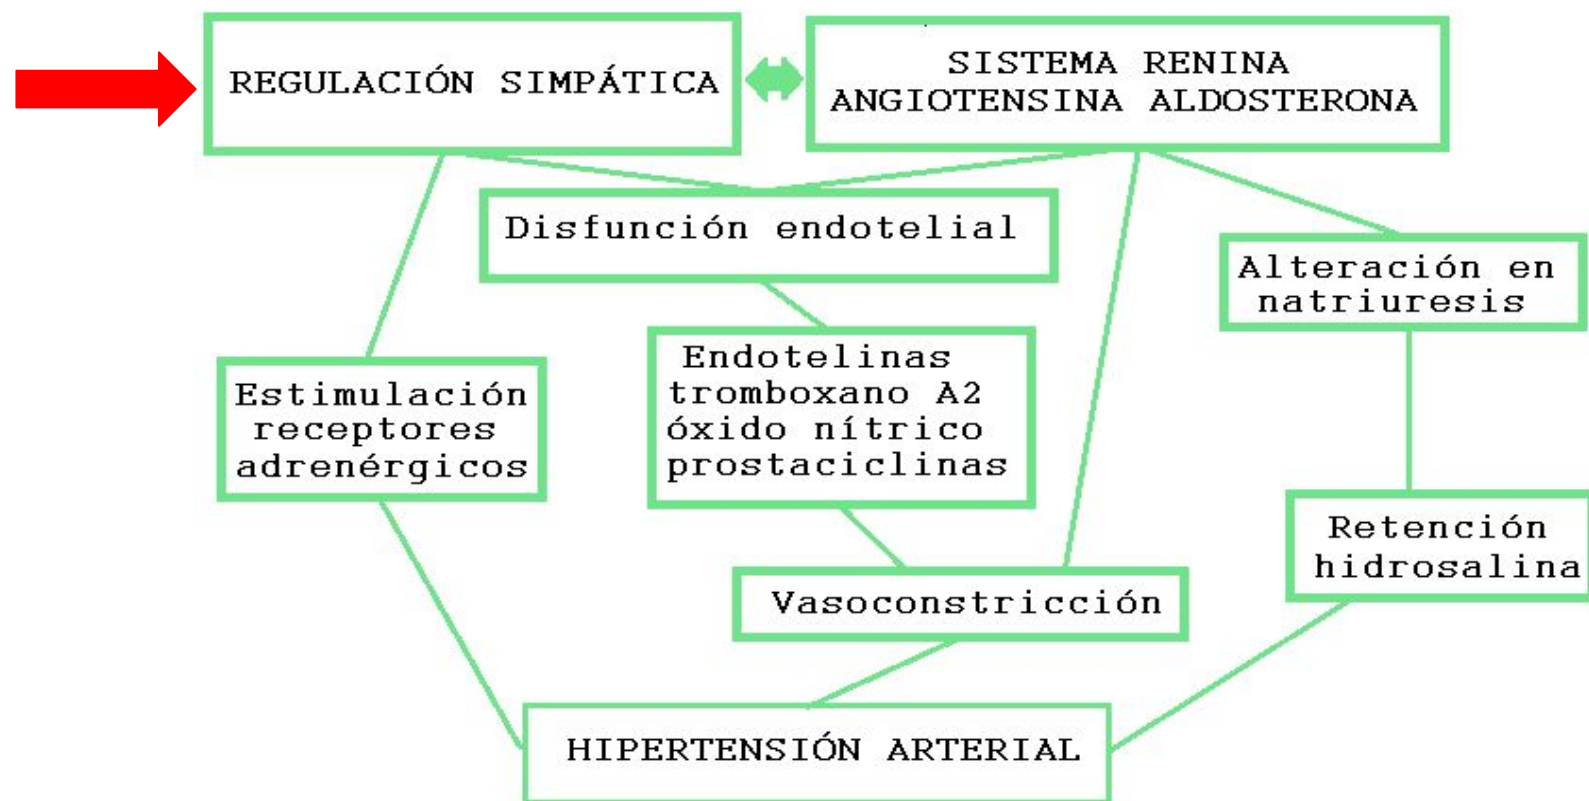 REGULACIÓN SIMPÁTICA
SISTEMA RENINA
ANGIOTENSINA ALDOSTERONA
Disfunción endotelial
Alteración en
natriuresis
Endotelinas
tromboxano A2
óxido nítrico
prostaciclinas
Estimulación
receptores
adrenérgicos
Retención
hidrosalina
Vasoconstricción
HIPERTENSIÓN ARTERIAL